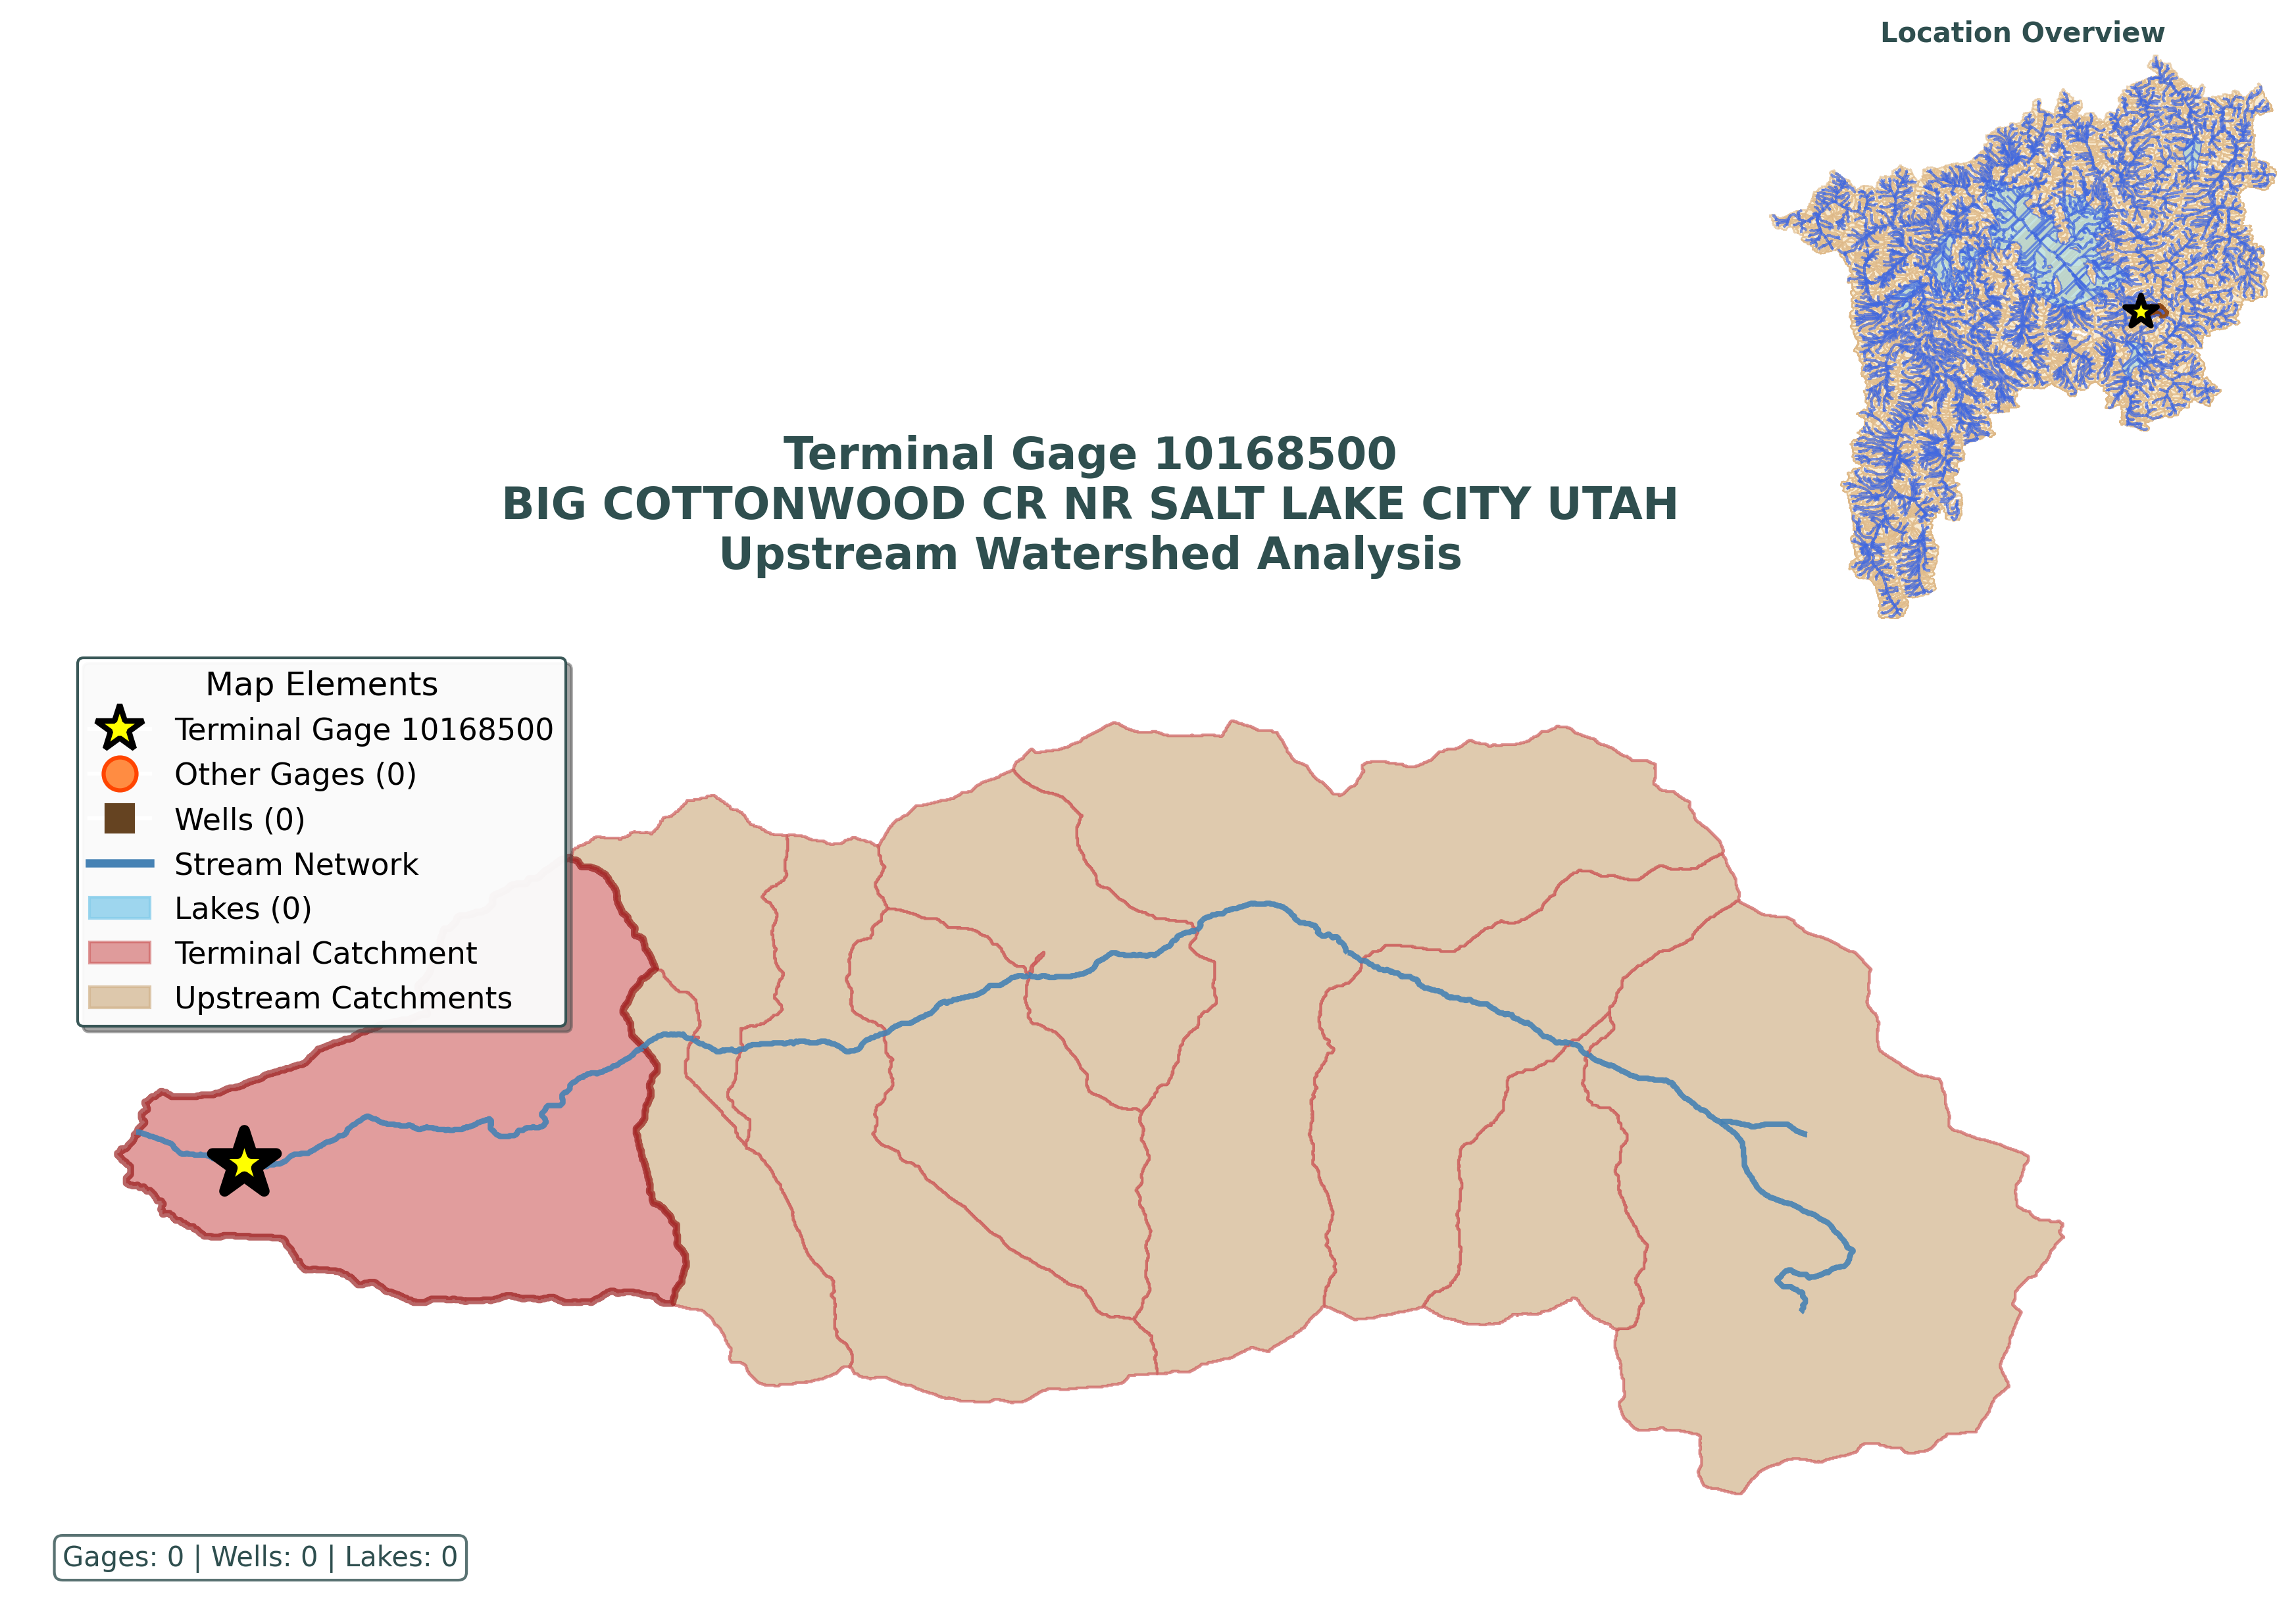 Location Overview
Terminal Gage 10168500
BIG COTTONWOOD CR NR SALT LAKE CITY UTAH
Upstream Watershed Analysis
Map Elements
Terminal Gage 10168500
Other Gages (0)
Wells (0)
Stream Network
Lakes (0)
Terminal Catchment
Upstream Catchments
Gages: 0 | Wells: 0 | Lakes: 0